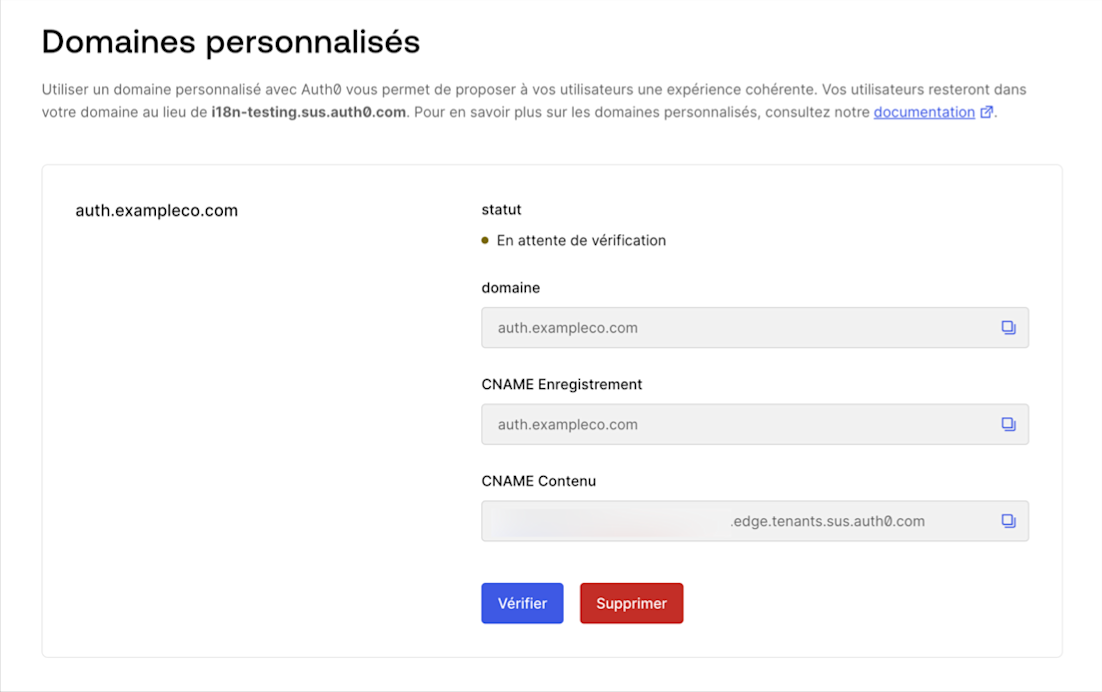 Domaines personnalisés
Utiliser un domaine personnalisé avec Auth0 vous permet de proposer à vos utilisateurs une expérience cohérente. Vos utilisateurs resteront dans
votre domaine au lieu de i18n-testing.sus.auth0.com. Pour en savoir plus sur les domaines personnalisés, consultez notre documentation.
auth.exampleco.com
statut
En attente de vérification
domaine
auth.exampleco.com
CNAME Enregistrement
auth.exampleco.com
CNAME Contenu
.edge.tenants.sus.auth0.com
Vérifier
Supprimer